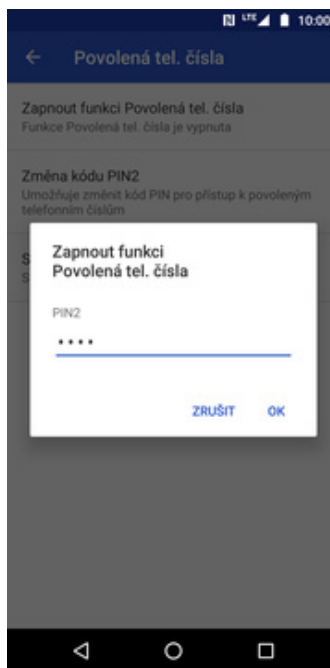 LTE 10:00
Povolená tel. čísla
Zapnout funkci Povolená tel. čísla
Funkce Povolená tel. čísla je vypnuta
Změna kódu PIN2
Umožňuje změnit kód PIN pro přístup k povoleným
telefonním číslům
S
S
Zapnout funkci
Povolená tel. čísla
PIN2
••••
ZRUŠIT OK